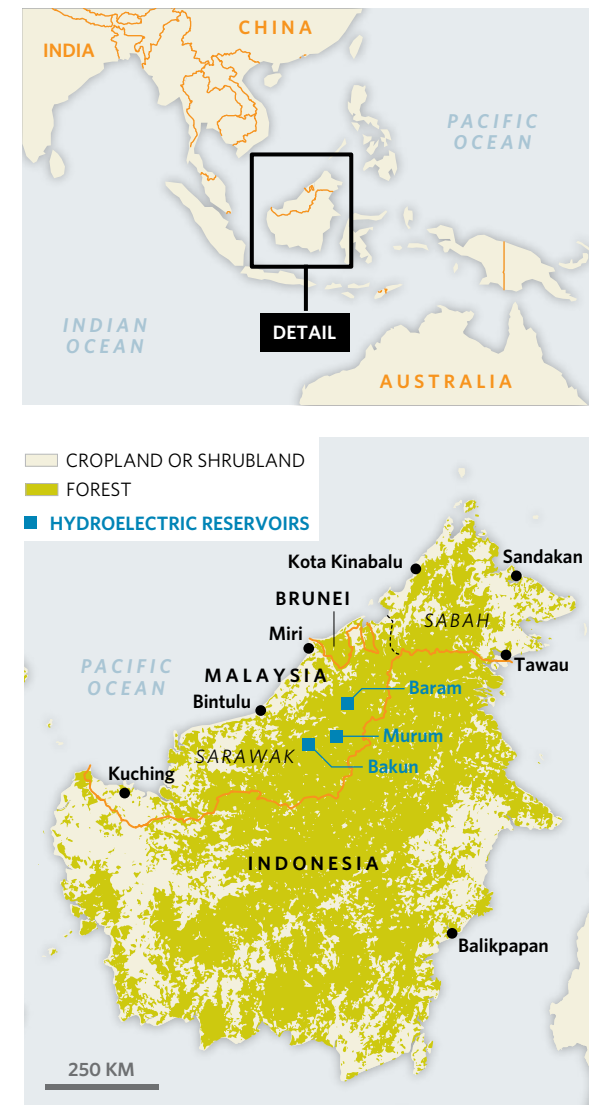 CHINA
INDIA
PACIFIC
OCEAN
INDIAN
OCEAN
DETAIL
AUSTRALIA
CROPLAND OR SHRUBLAND
FOREST
HYDROELECTRIC RESERVOIRS
Kota Kinabalu
Sandakan
BRUNEI
SABAH
Miri
Tawau
PACIFIC
OCEAN
MALAYSIA
Baram
Bintulu
Murum
SARAWAK
Bakun
Kuching
INDONESIA
Balikpapan
250 KM